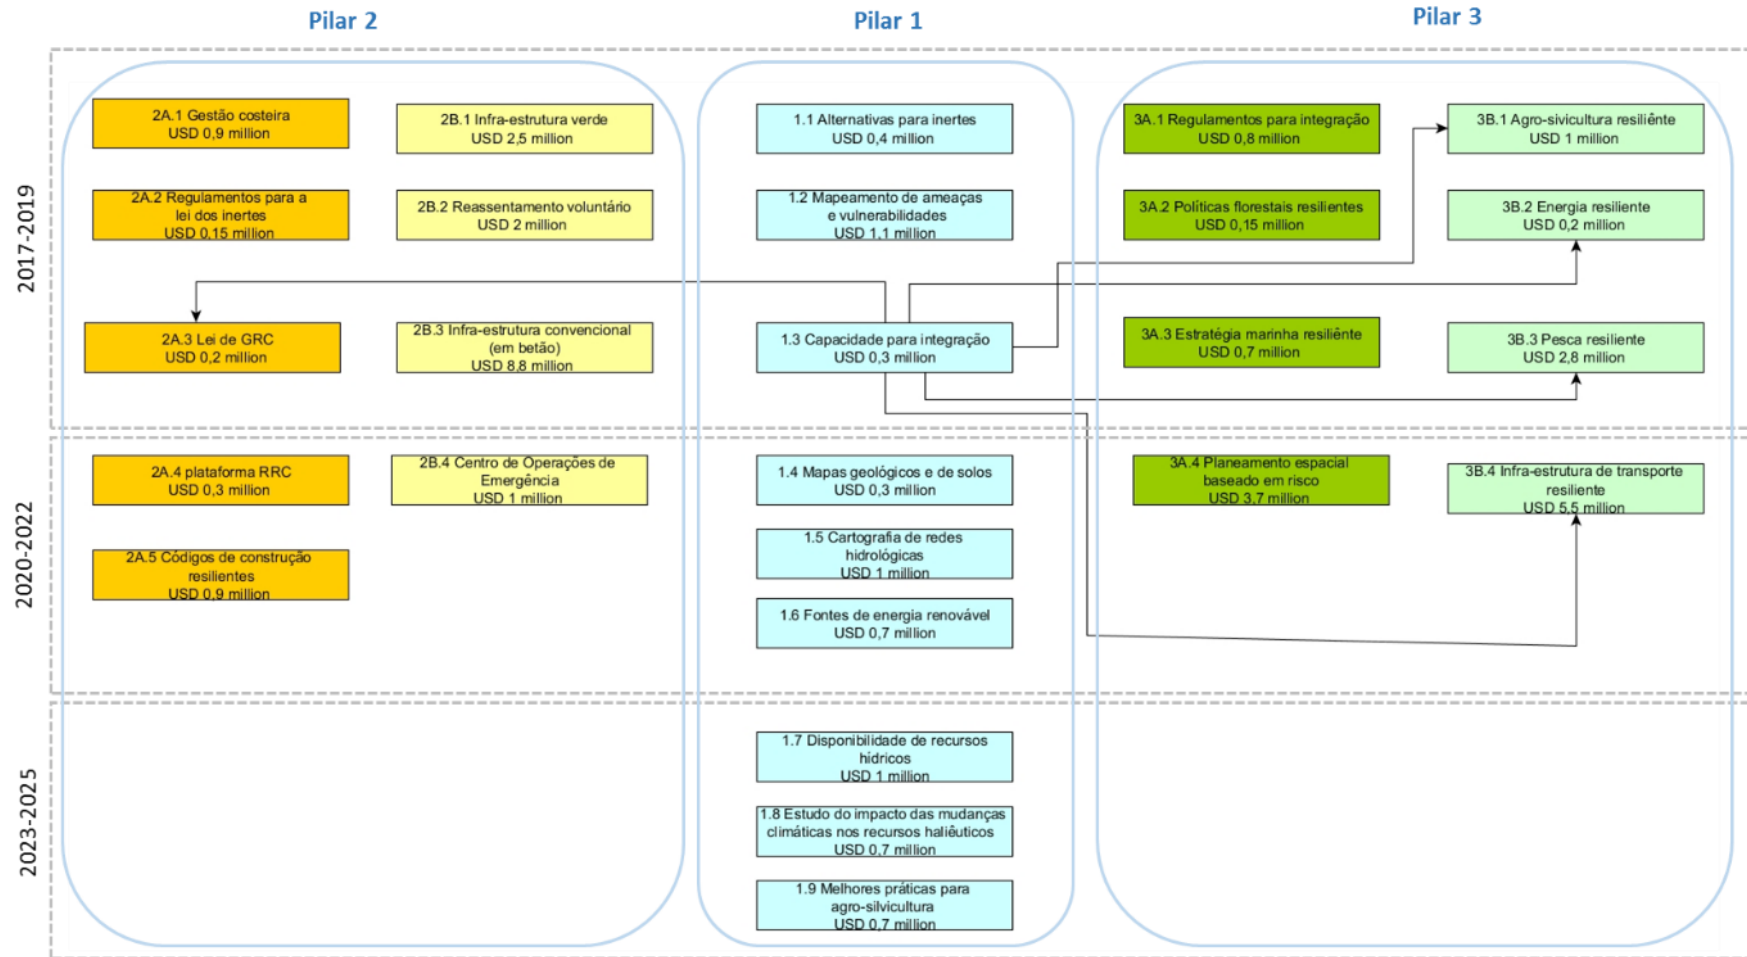 Pilar 2
Pilar 1
Pilar 3
2017-2019
2A.1 Gestão costeira
USD 0,9 million
2B.1 Infra-estrutura verde
USD 2,5 million
1.1 Alternativas para inertes
USD 0,4 million
3A.1 Regulamentos para integração
USD 0,8 million
3B.1 Agro-sivicultura resiliênte
USD 1 million
2A.2 Regulamentos para a
lei dos inertes
USD 0,15 million
2B.2 Reassentamento voluntário
USD 2 million
1.2 Mapeamento de ameaças
e vulnerabilidades
USD 1,1 million
3A.2 Políticas florestais resilientes
USD 0,15 million
3B.2 Energia resiliente
USD 0,2 million
2A.3 Lei de GRC
USD 0,2 million
2B.3 Infra-estrutura convencional
(em betão)
USD 8,8 million
1.3 Capacidade para integração
USD 0,3 million
3A.3 Estratégia marinha resiliênte
USD 0,7 million
3B.3 Pesca resiliente
USD 2,8 million
2020-2022
2A.4 plataforma RRC
USD 0,3 million
2B.4 Centro de Operações de
Emergência
USD 1 million
1.4 Mapas geológicos e de solos
USD 0,3 million
3A.4 Planeamento espacial
baseado em risco
USD 3,7 million
3B.4 Infra-estrutura de transporte
resiliente
USD 5,5 million
2A.5 Códigos de construção
resilientes
USD 0,9 million
1.5 Cartografia de redes
hidrológicas
USD 1 million
1.6 Fontes de energia renovável
USD 0,7 million
2023-2025
1.7 Disponibilidade de recursos
hídricos
USD 1 million
1.8 Estudo do impacto das mudanças
climáticas nos recursos haliêuticos
USD 0,7 million
1.9 Melhores práticas para
agro-silvicultura
USD 0,7 million